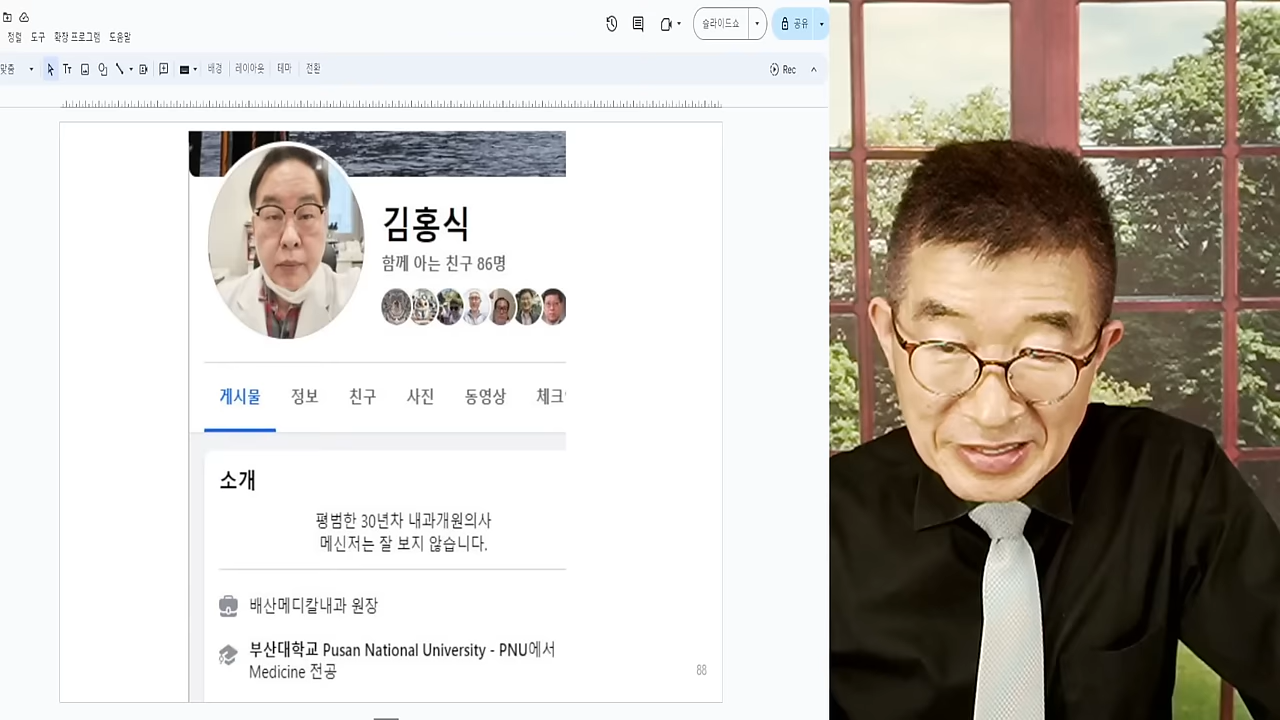 슬라이드쇼
공유
정렬 도구 확장 프로그램 도움말
맞춤
배경 레이아웃 테마 전환
Rec
김홍식
함께 아는 친구 86명
게시물 정보 친구 사진 동영상 체크
소개
평범한 30년차 내과개원의사
메신저는 잘 보지 않습니다.
배산메디칼내과 원장
부산대학교 Pusan National University - PNU에서
Medicine 전공
88